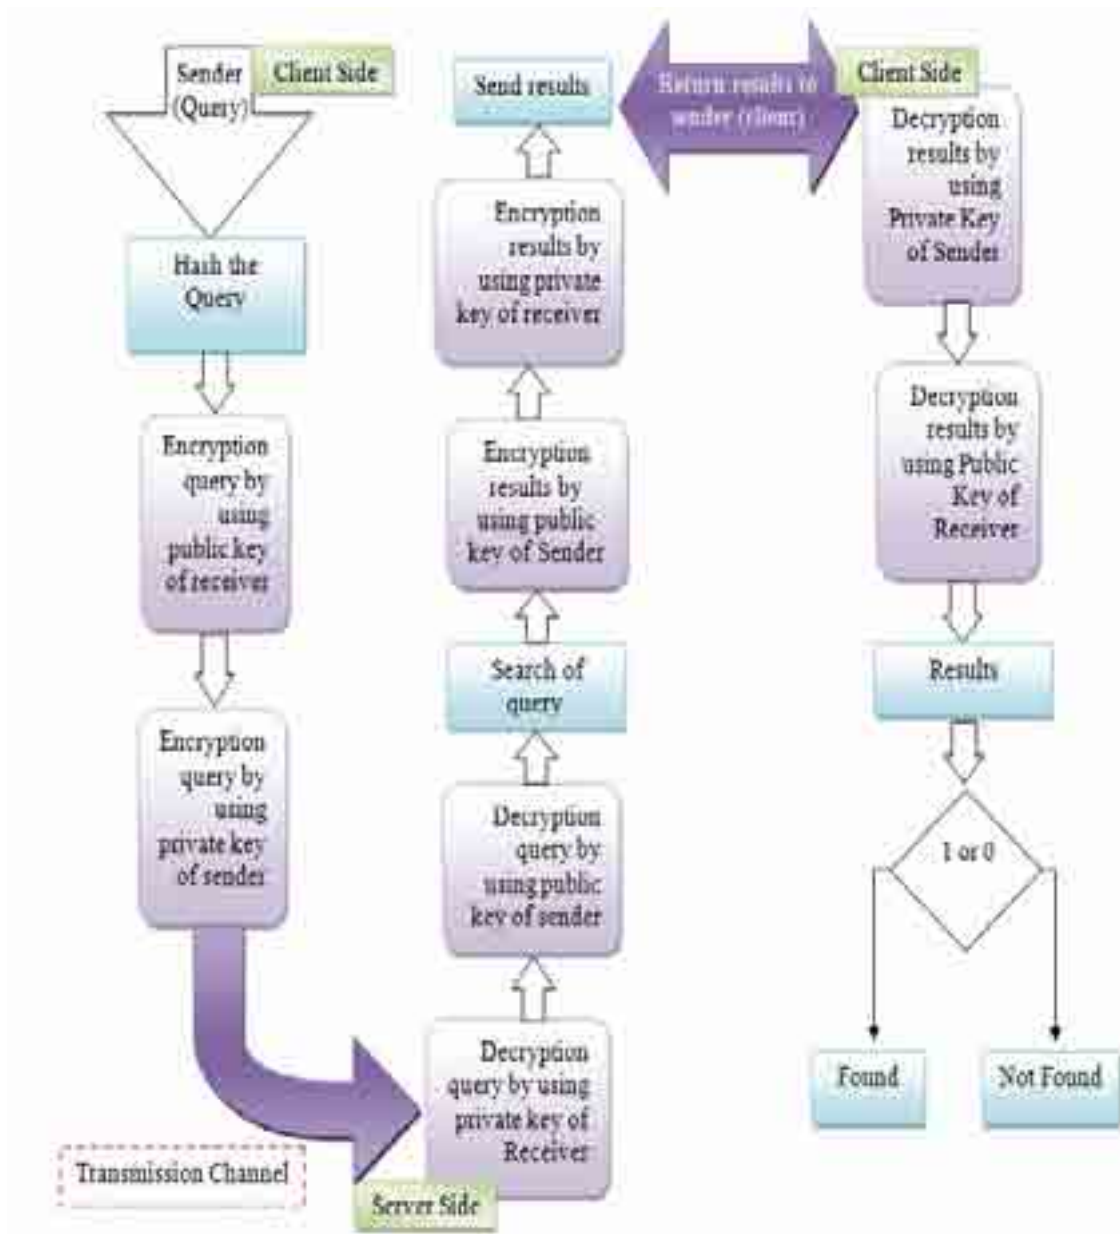 Sender
(Query)
Client Side
Hash the
Query
Encryption
query by
using
public key
of receiver
Encryption
query by
using
private key
of sender
Transmission Channel
Server Side
Decryption
query by using
private key of
Receiver
Decryption
query by
using public
key of sender
Search of
query
Encryption
results by
using public
key of Sender
Encryption
results by
using private
key of receiver
Send results
Return results to
sender (client)
Client Side
Decryption
results by
using
Private Key
of Sender
Decryption
results by
using Public
Key of
Receiver
Results
1 or 0
Found
Not Found